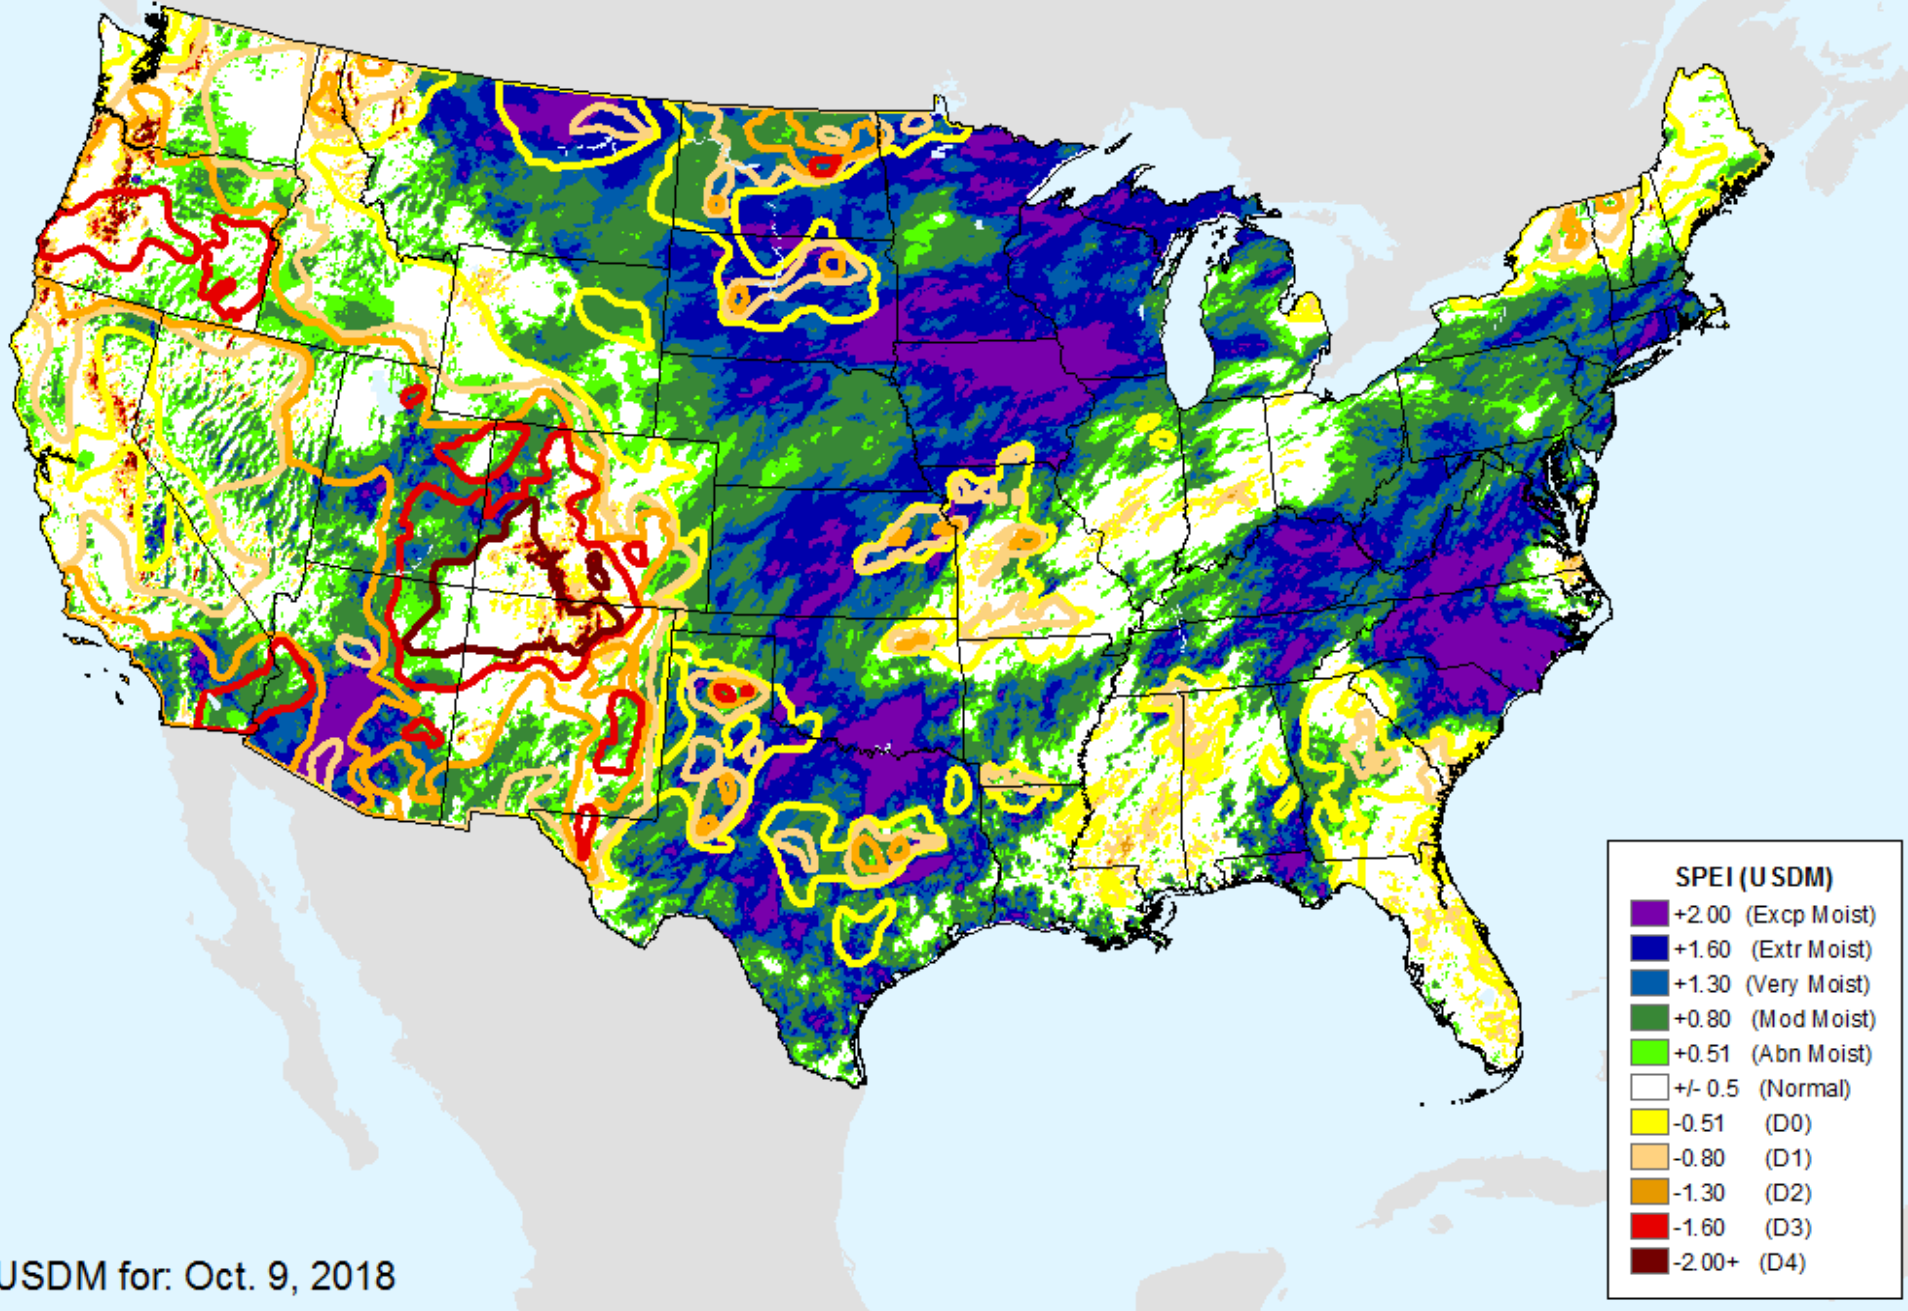 SPEI (USDM)
+2.00 (Excp Moist)
+1.60 (Extr Moist)
+1.30 (Very Moist)
+0.80 (Mod Moist)
+0.51 (Abn Moist)
+/- 0.5 (Normal)
-0.51 (D0)
-0.80 (D1)
-1.30 (D2)
-1.60 (D3)
-2.00+ (D4)
USDM for: Oct. 9, 2018